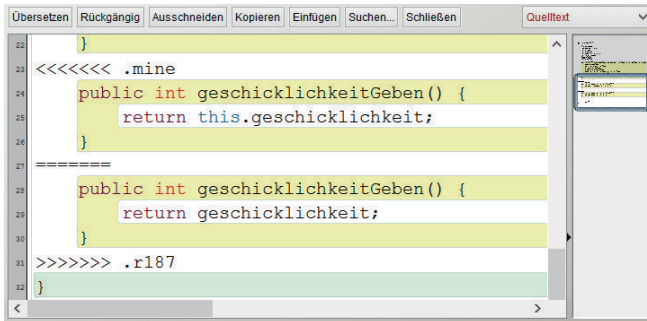 Übersetzen Rückgängig Ausschneiden Kopieren Einfügen Suchen... Schließen Quelltext
22 }
23 <<<<<<< .mine
24 public int geschicklichkeitGeben() {
25 return this.geschicklichkeit;
26 }
27 =======
28 public int geschicklichkeitGeben() {
29 return geschicklichkeit;
30 }
31 >>>>>>> .r187
32 }